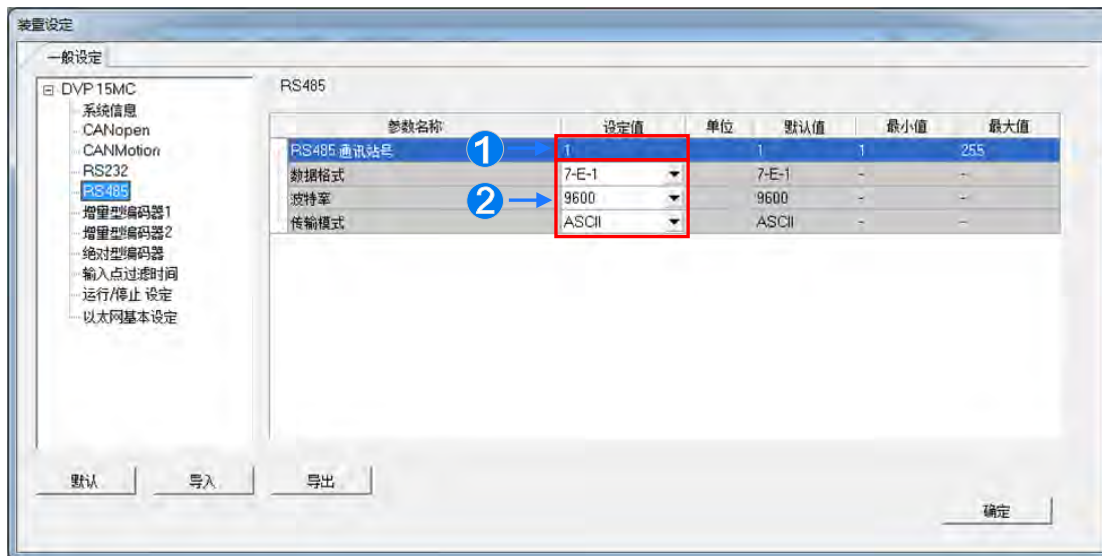 装置设定
一般设定
DVP15MC
系统信息
CANopen
CANMotion
RS232
RS485
增量型编码器1
增量型编码器2
绝对型编码器
输入点过滤时间
运行/停止 设定
以太网基本设定
RS485
参数名称 设定值 单位 默认值 最小值 最大值
RS485 通讯站号 1 1 1 255
数据格式 7-E-1 7-E-1 - -
波特率 9600 9600 - -
传输模式 ASCII ASCII - -
1
2
默认 导入 导出
确定